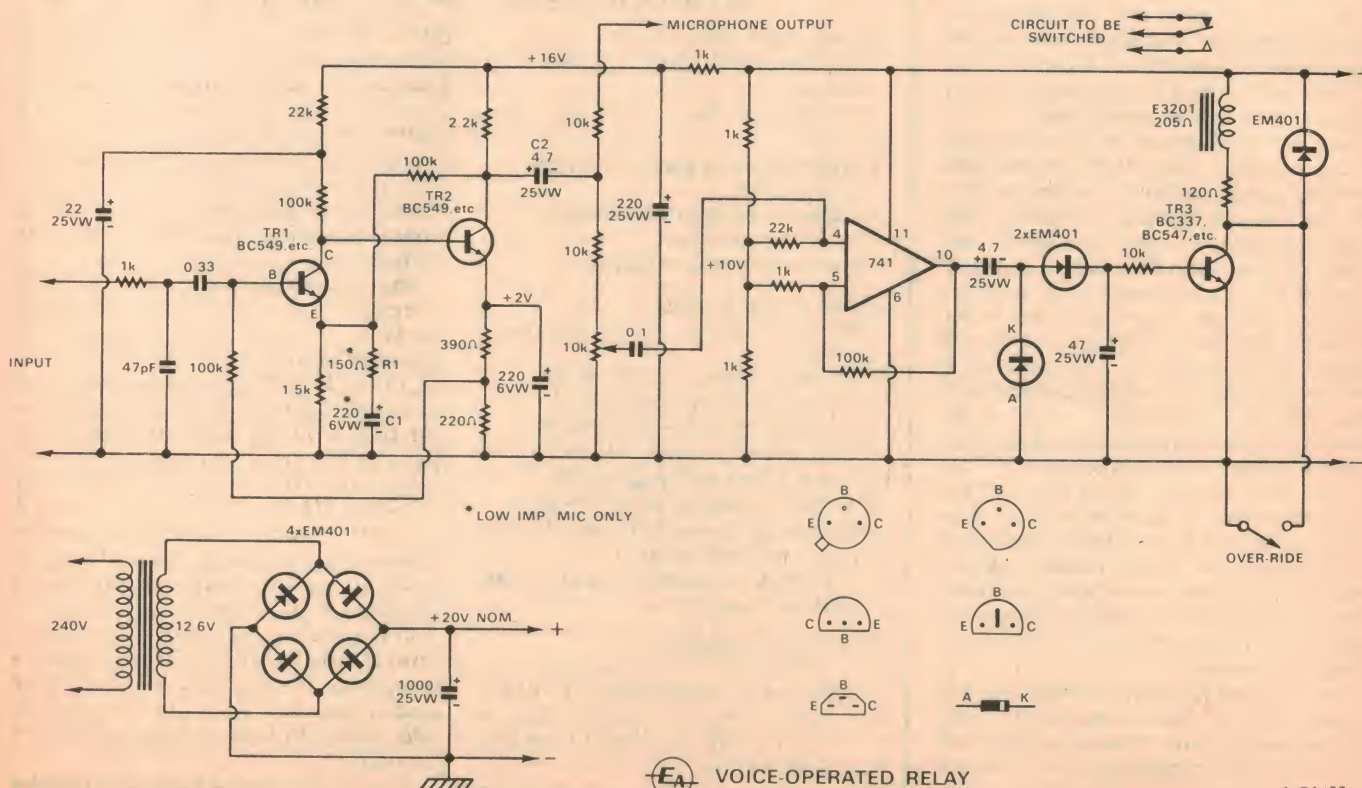 MICROPHONE OUTPUT
CIRCUIT TO BE
SWITCHED
+16V
1k
22k
2.2k
10k
1k
E3201
205Ω
EM401
100k
C2
4.7
25VW
22
25VW
100k
TR2
BC549.etc
220
25VW
120Ω
TR1
BC549.etc.
10k
22k
4
11
741
10
4.7
25VW
2xEM401
TR3
BC337.
BC547,etc.
+10V
1k
5
6
10k
1k
0 33
B
C
E
+2V
INPUT
47pF
100k
1 5k
*
150Ω
R1
*
220
6VW
C1
390Ω
220Ω
220
6VW
10k
0 1
1k
100k
K
A
47
25VW
*LOW IMP. MIC ONLY
OVER-RIDE
4xEM401
240V
12 6V
+20V NOM.
+
1000
25VW
-
B
E
C
B
E
C
C
E
B
B
E
C
B
E
C
A
K
EA VOICE-OPERATED RELAY